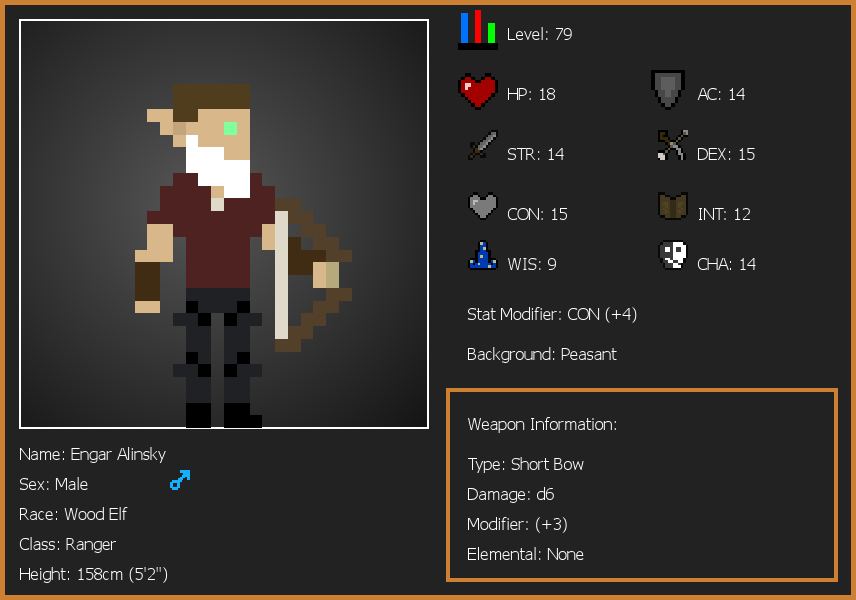 Level: 79
HP: 18
AC: 14
STR: 14
DEX: 15
CON: 15
INT: 12
WIS: 9
CHA: 14
Stat Modifier: CON (+4)
Background: Peasant
Weapon Information:
Type: Short Bow
Damage: d6
Modifier: (+3)
Elemental: None
Name: Engar Alinsky
Sex: Male
Race: Wood Elf
Class: Ranger
Height: 158cm (5'2")